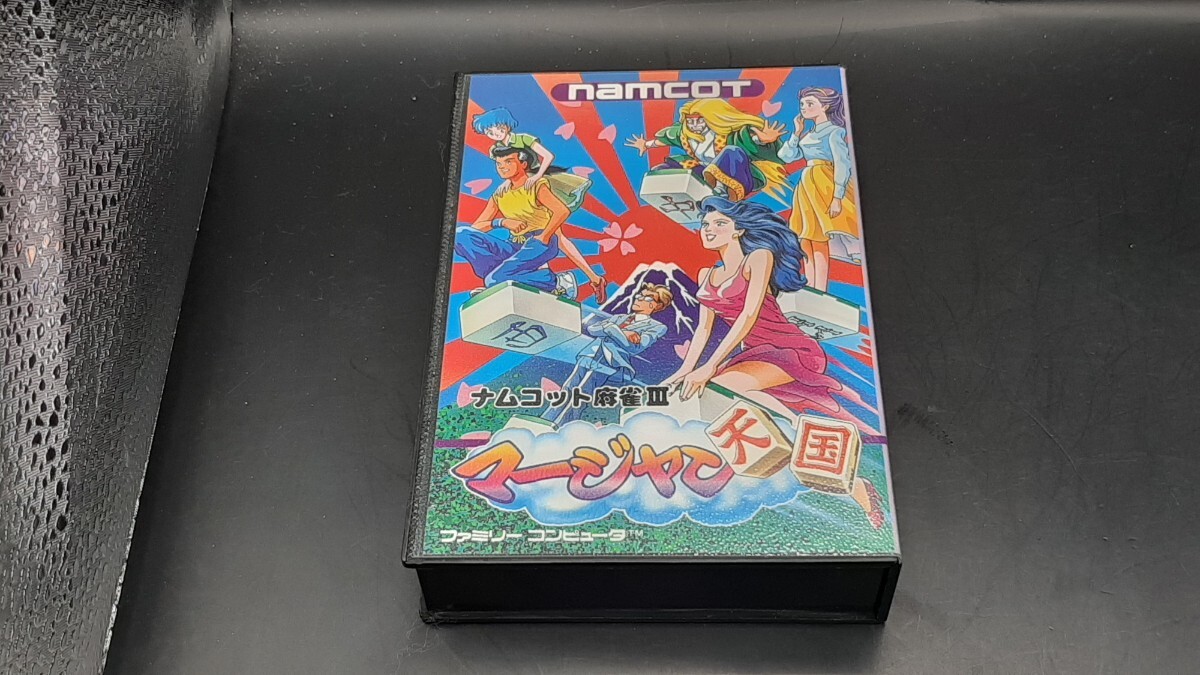 namcoT
ナムコット麻雀III
マージャン天国
ファミリー コンピュータ™